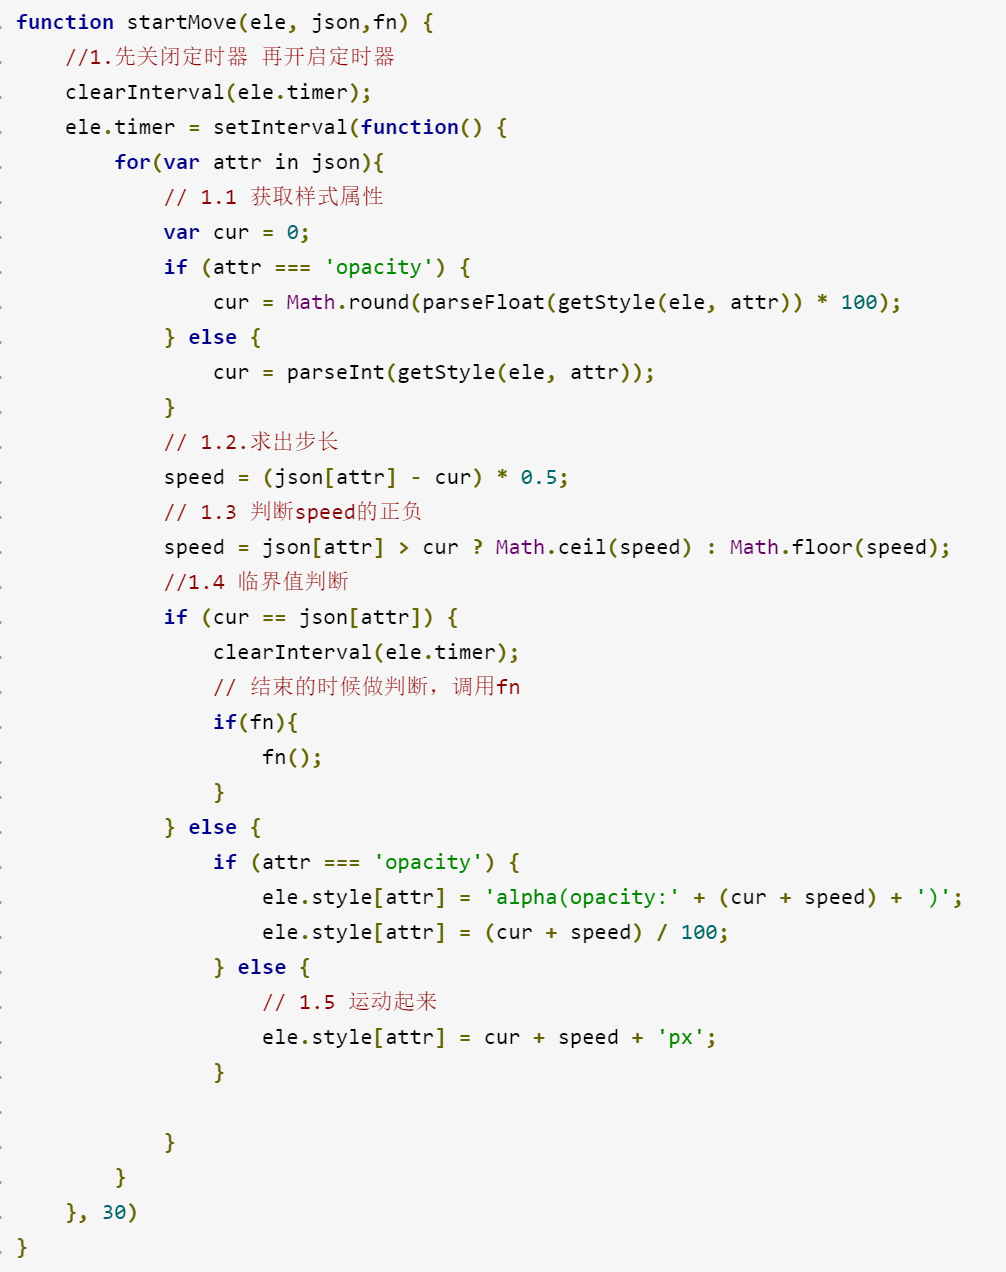 function startMove(ele, json,fn) {
    //1.先关闭定时器 再开启定时器
    clearInterval(ele.timer);
    ele.timer = setInterval(function() {
        for(var attr in json){
            // 1.1 获取样式属性
            var cur = 0;
            if (attr === 'opacity') {
                cur = Math.round(parseFloat(getStyle(ele, attr)) * 100);
            } else {
                cur = parseInt(getStyle(ele, attr));
            }
            // 1.2.求出步长
            speed = (json[attr] - cur) * 0.5;
            // 1.3 判断speed的正负
            speed = json[attr] > cur ? Math.ceil(speed) : Math.floor(speed);
            //1.4 临界值判断
            if (cur == json[attr]) {
                clearInterval(ele.timer);
                // 结束的时候做判断，调用fn
                if(fn){
                    fn();
                }
            } else {
                if (attr === 'opacity') {
                    ele.style[attr] = 'alpha(opacity:' + (cur + speed) + ')';
                    ele.style[attr] = (cur + speed) / 100;
                } else {
                    // 1.5 运动起来
                    ele.style[attr] = cur + speed + 'px';
                }

            }
        }
    }, 30)
}